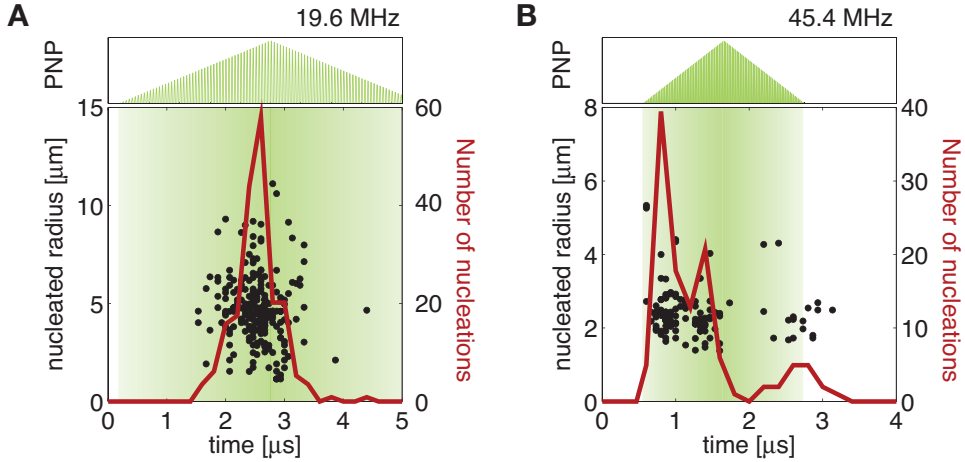 A
19.6 MHz
PNP
15
10
5
0
nucleated radius [μm]
60
40
20
0
Number of nucleations
0 1 2 3 4 5
time [μs]
B
45.4 MHz
PNP
8
6
4
2
0
nucleated radius [μm]
40
30
20
10
0
Number of nucleations
0 1 2 3 4
time [μs]